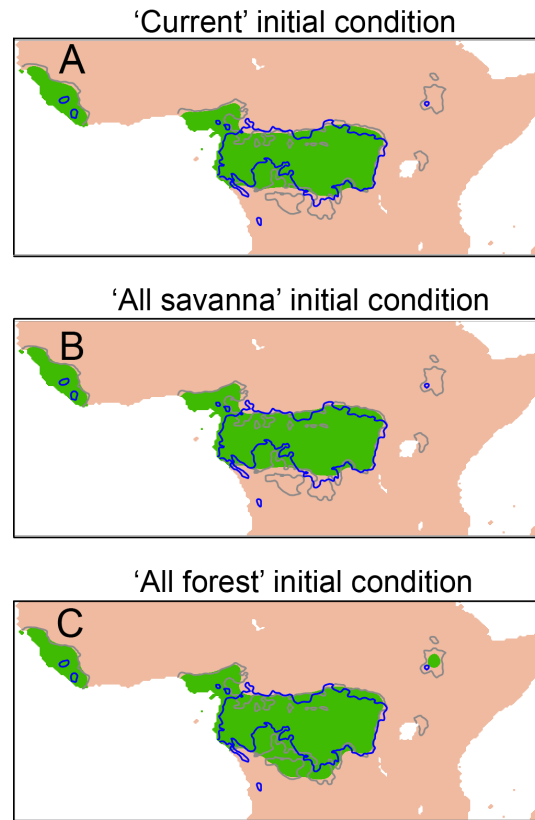 ‘Current’ initial condition
A
‘All savanna’ initial condition
B
‘All forest’ initial condition
C